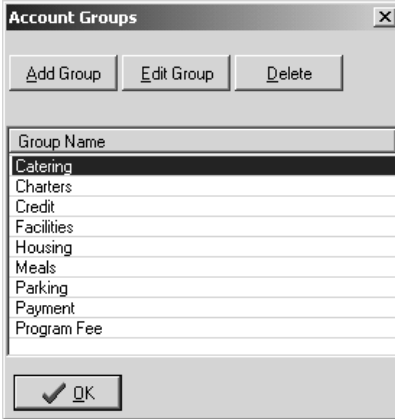 Account Groups
Add Group Edit Group Delete
Group Name
Catering
Charters
Credit
Facilities
Housing
Meals
Parking
Payment
Program Fee
OK